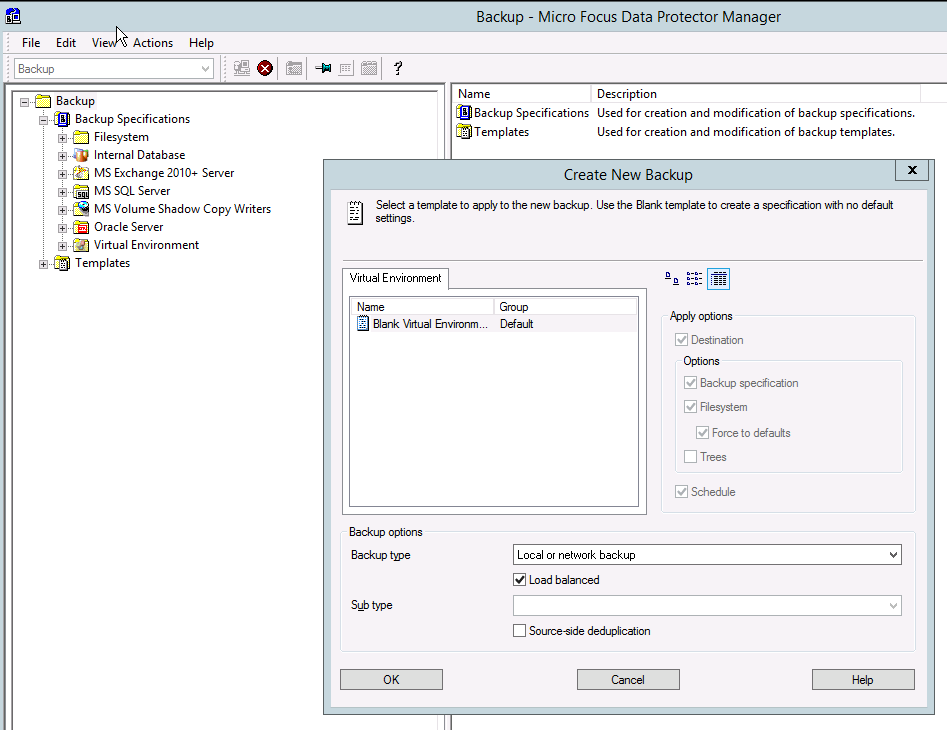 Backup - Micro Focus Data Protector Manager
File Edit View Actions Help
Backup
?
Backup
Backup Specifications
Filesystem
Internal Database
MS Exchange 2010+ Server
MS SQL Server
MS Volume Shadow Copy Writers
Oracle Server
Virtual Environment
Templates
Name Description
Backup Specifications Used for creation and modification of backup specifications.
Templates Used for creation and modification of backup templates.
Create New Backup
x
Select a template to apply to the new backup. Use the Blank template to create a specification with no default
settings.
Virtual Environment
Name Group
Blank Virtual Environm... Default
Apply options
Destination
Options
Backup specification
Filesystem
Force to defaults
Trees
Schedule
Backup options
Backup type Local or network backup
Load balanced
Sub type
Source-side deduplication
OK Cancel Help